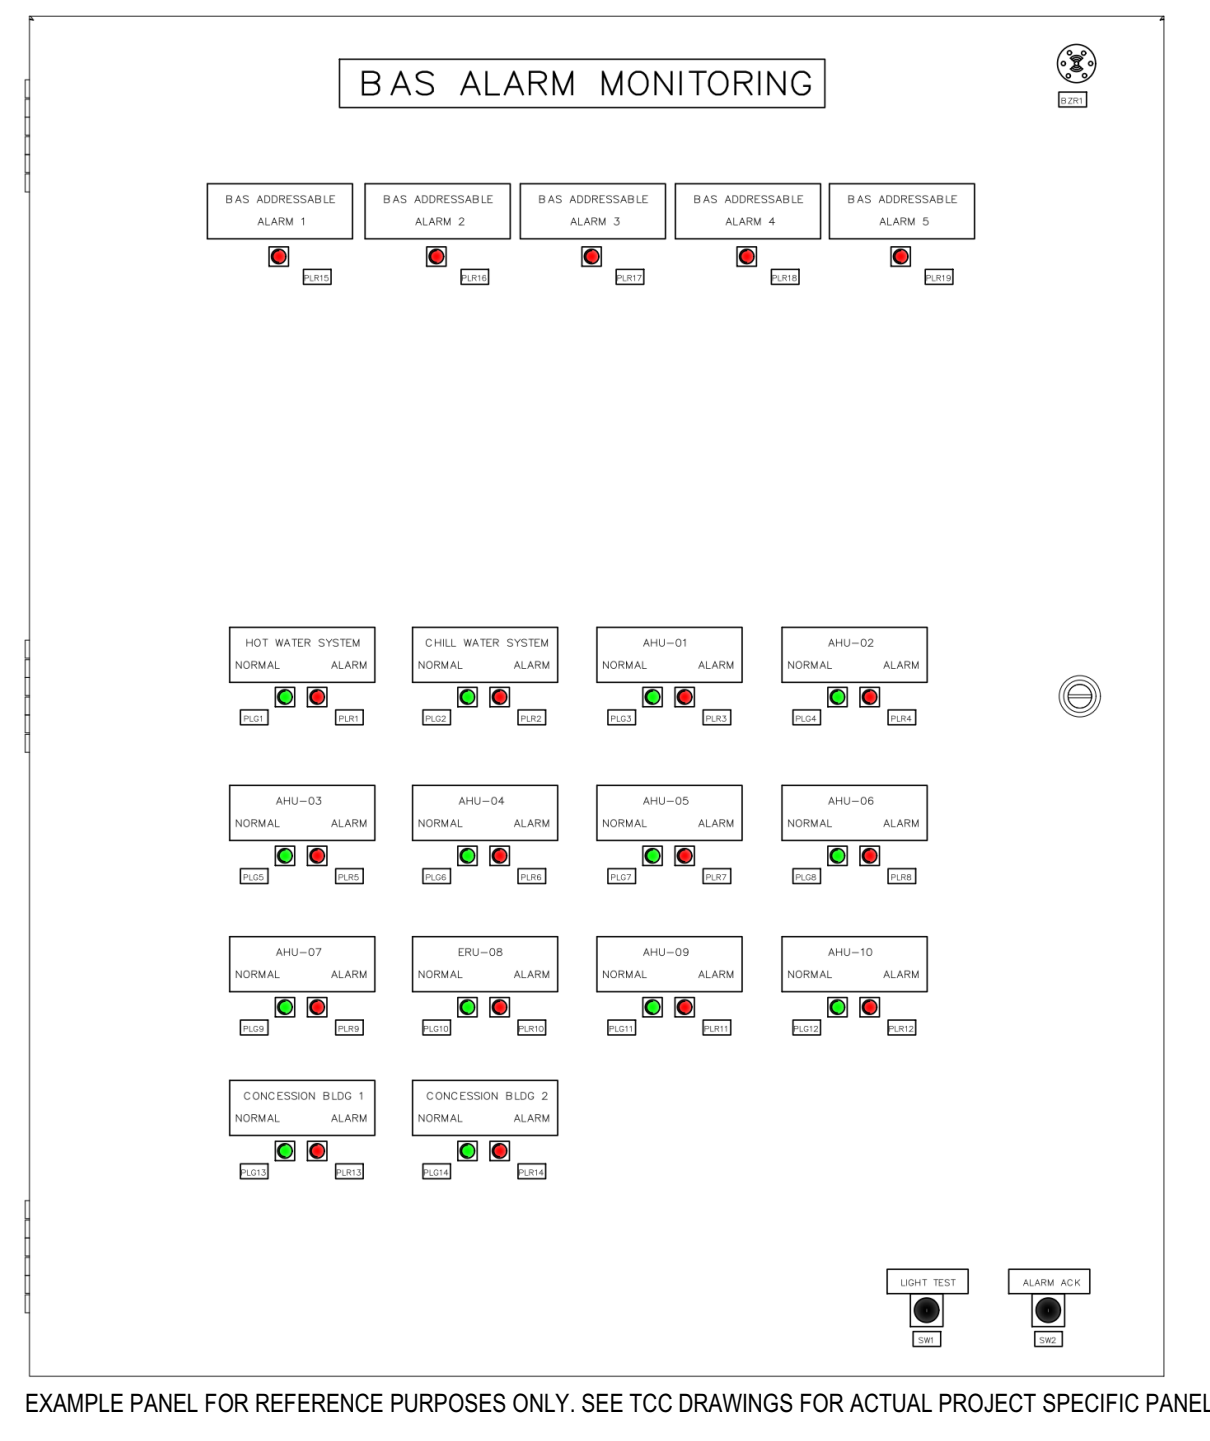 BAS ALARM MONITORING
BZR1
BAS ADDRESSABLE
ALARM 1
BAS ADDRESSABLE
ALARM 2
BAS ADDRESSABLE
ALARM 3
BAS ADDRESSABLE
ALARM 4
BAS ADDRESSABLE
ALARM 5
PLR15
PLR16
PLR17
PLR18
PLR19
HOT WATER SYSTEM
NORMAL ALARM
PLG1 PLR1
CHILL WATER SYSTEM
NORMAL ALARM
PLG2 PLR2
AHU-01
NORMAL ALARM
PLG3 PLR3
AHU-02
NORMAL ALARM
PLG4 PLR4
AHU-03
NORMAL ALARM
PLG5 PLR5
AHU-04
NORMAL ALARM
PLG6 PLR6
AHU-05
NORMAL ALARM
PLG7 PLR7
AHU-06
NORMAL ALARM
PLG8 PLR8
AHU-07
NORMAL ALARM
PLG9 PLR9
ERU-08
NORMAL ALARM
PLG10 PLR10
AHU-09
NORMAL ALARM
PLG11 PLR11
AHU-10
NORMAL ALARM
PLG12 PLR12
CONCESSION BLDG 1
NORMAL ALARM
PLG13 PLR13
CONCESSION BLDG 2
NORMAL ALARM
PLG14 PLR14
LIGHT TEST
SW1
ALARM ACK
SW2
EXAMPLE PANEL FOR REFERENCE PURPOSES ONLY. SEE TCC DRAWINGS FOR ACTUAL PROJECT SPECIFIC PANEL